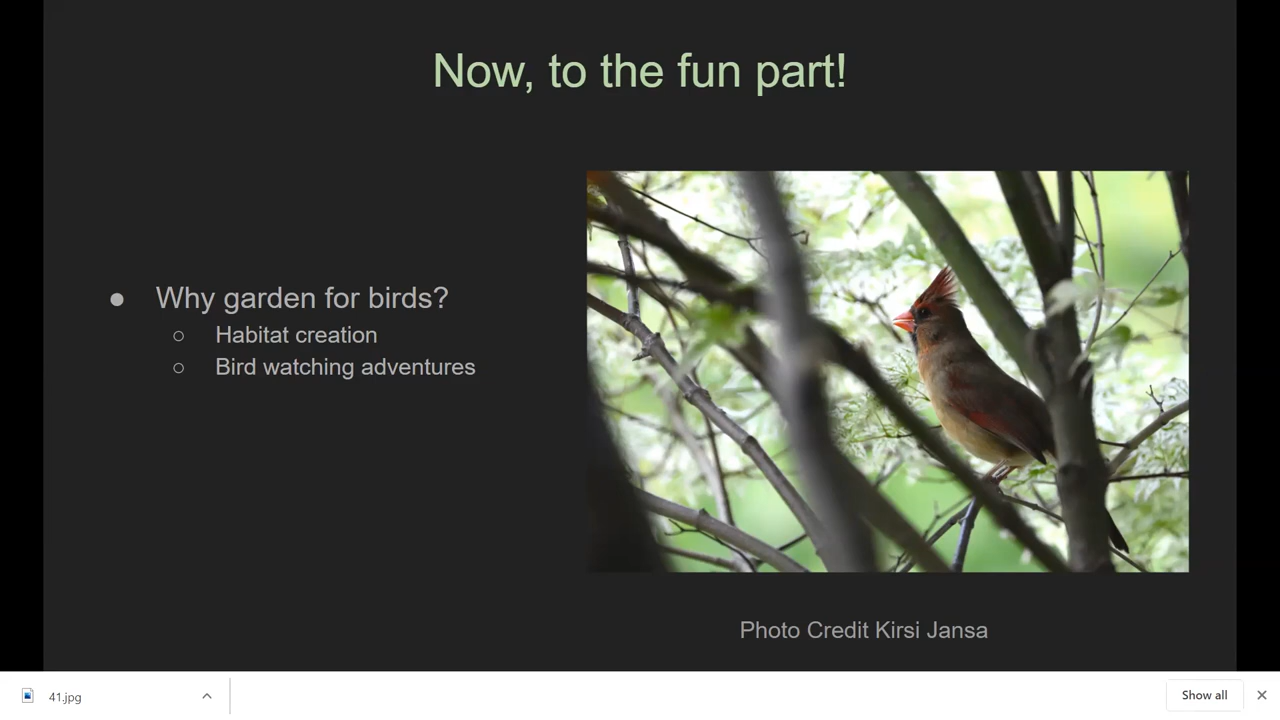 Now, to the fun part!
● Why garden for birds?
○ Habitat creation
○ Bird watching adventures
Photo Credit Kirsi Jansa
41.jpg
Show all